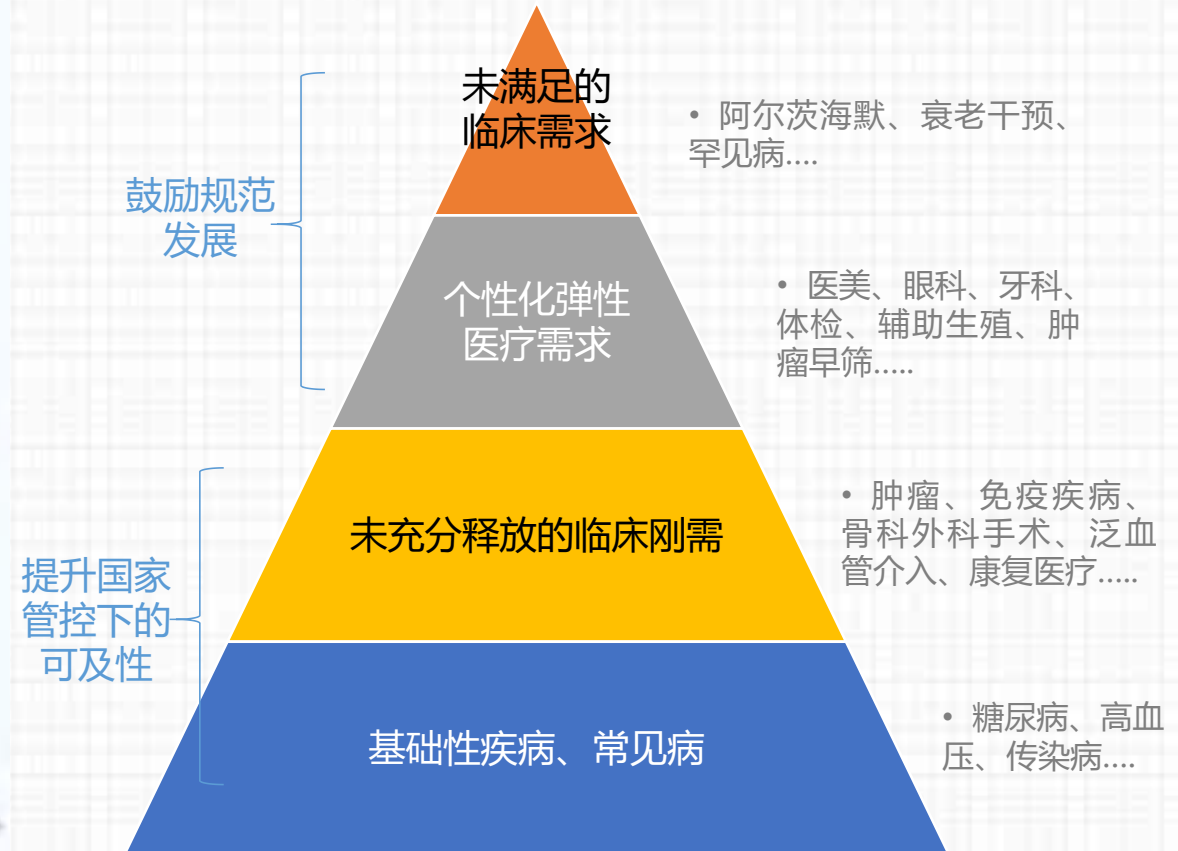 未满足的
临床需求
• 阿尔茨海默、衰老干预、
罕见病....
鼓励规范
发展
个性化弹性
医疗需求
• 医美、眼科、牙科、
体检、辅助生殖、肿
瘤早筛.....
未充分释放的临床刚需
• 肿瘤、免疫疾病、
骨科外科手术、泛血
管介入、康复医疗.....
提升国家
管控下的
可及性
基础性疾病、常见病
• 糖尿病、高血
压、传染病....